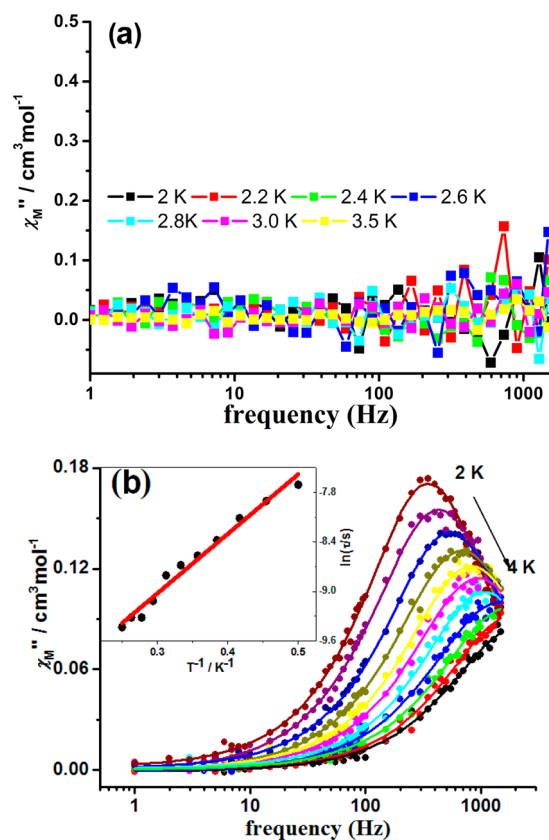 (a)
0.5
0.4
0.3
0.2
0.1
0.0
χM'' / cm³mol⁻¹
2 K 2.2 K 2.4 K 2.6 K
2.8K 3.0 K 3.5 K
1 10 100 1000
frequency (Hz)
(b)
0.18
0.12
0.06
0.00
χM'' / cm³mol⁻¹
2 K
4 K
-7.8
-8.4
-9.0
-9.6
ln(τ/s)
0.3 0.4 0.5
T⁻¹ / K⁻¹
1 10 100 1000
frequency (Hz)